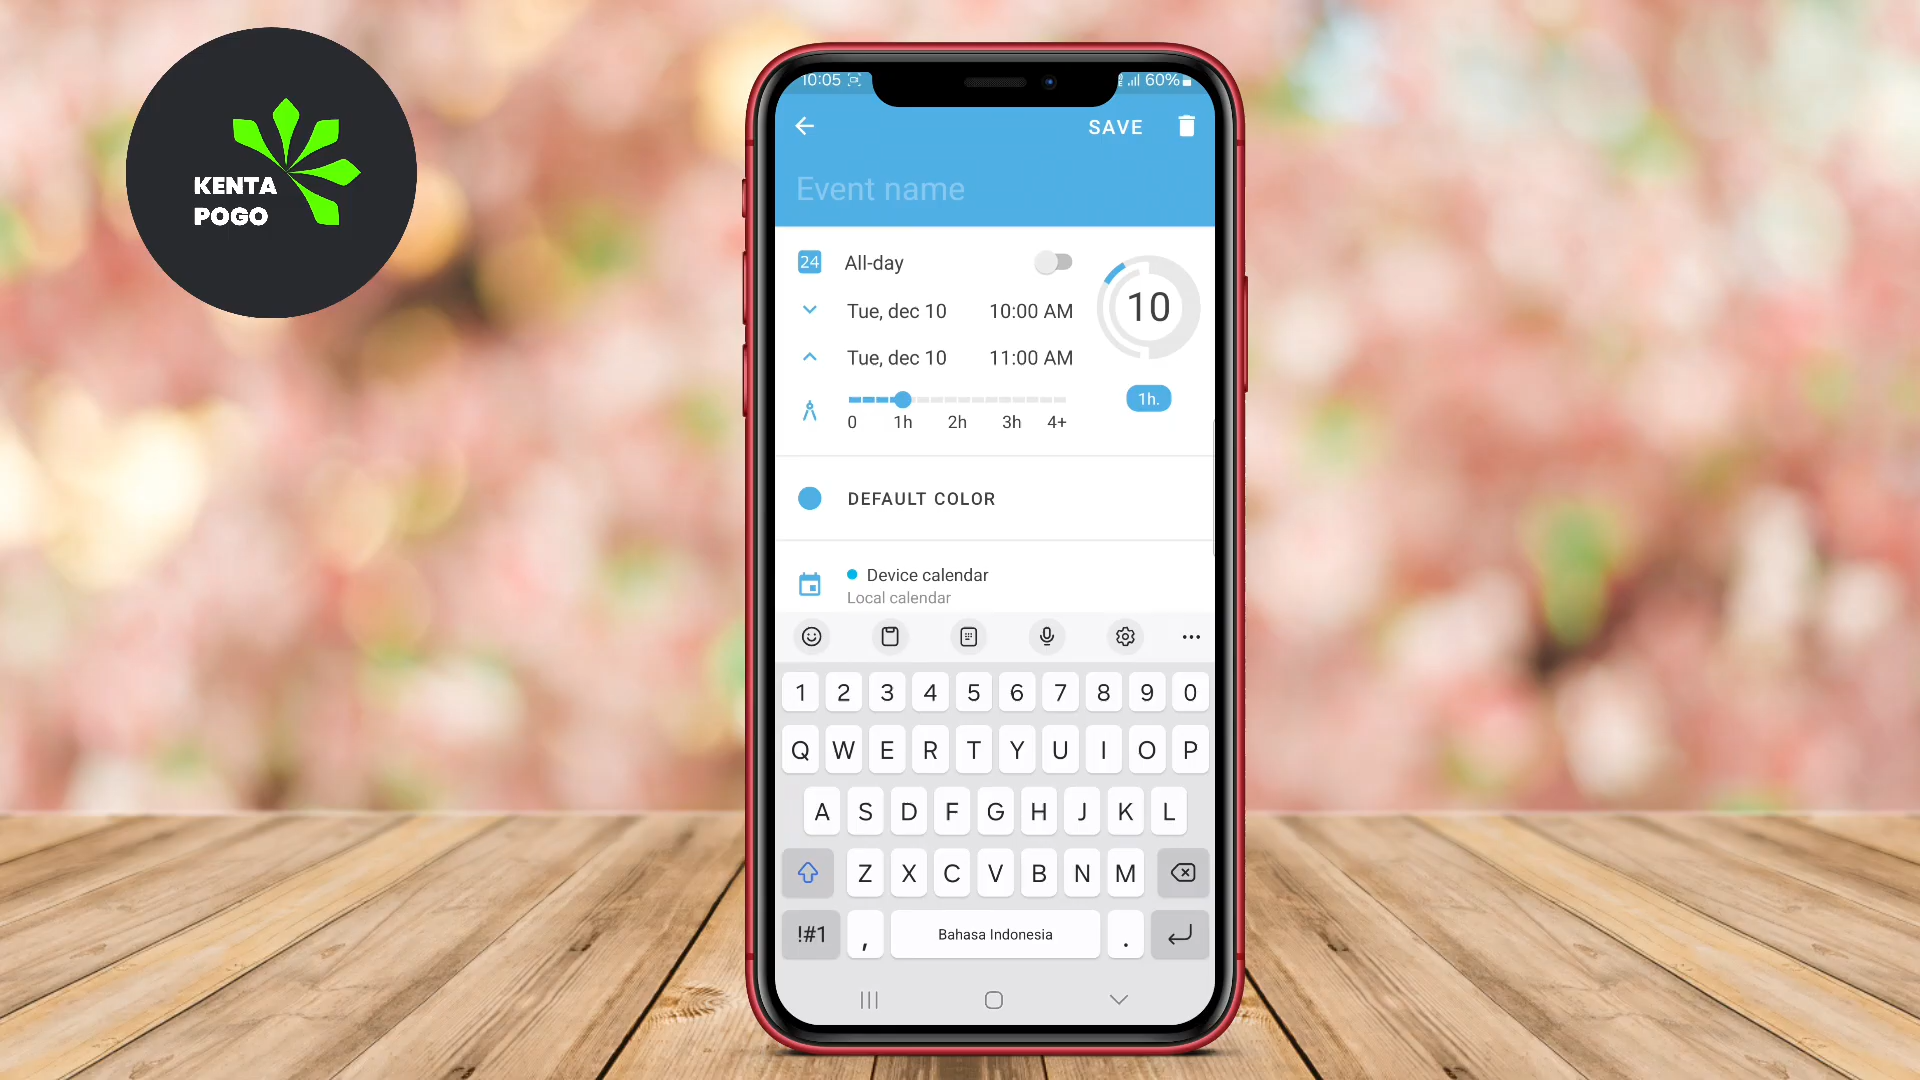 KENTA
POGO
10:05
60%
SAVE
Event name
24 All-day
10
Tue, dec 10 10:00 AM
Tue, dec 10 11:00 AM
0 1h 2h 3h 4+
1h.
DEFAULT COLOR
Device calendar
Local calendar
1 2 3 4 5 6 7 8 9 0
Q W E R T Y U I O P
A S D F G H J K L
Z X C V B N M
!#1 , Bahasa Indonesia .